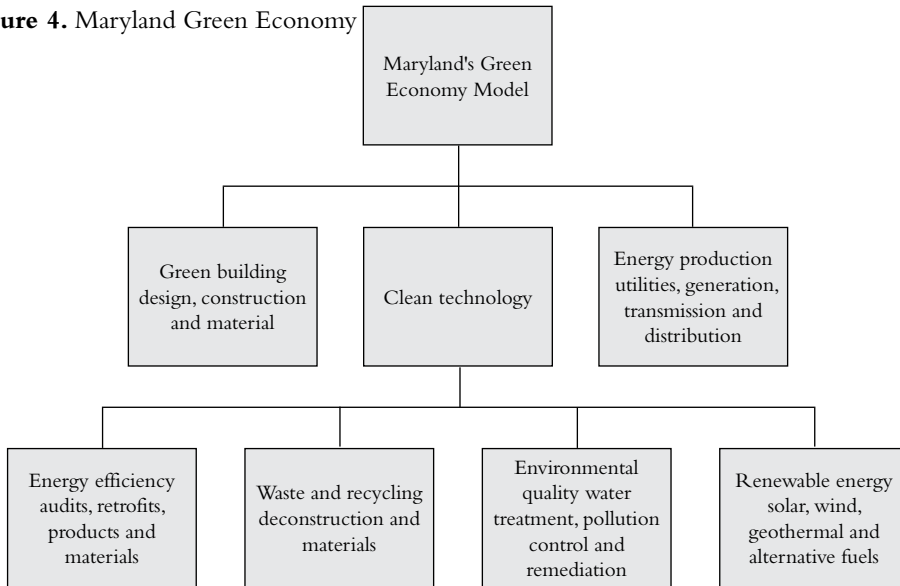 ure 4. Maryland Green Economy
Maryland's Green
Economy Model
Green building
design, construction
and material
Clean technology
Energy production
utilities, generation,
transmission and
distribution
Energy efficiency
audits, retrofits,
products and
materials
Waste and recycling
deconstruction and
materials
Environmental
quality water
treatment, pollution
control and
remediation
Renewable energy
solar, wind,
geothermal and
alternative fuels